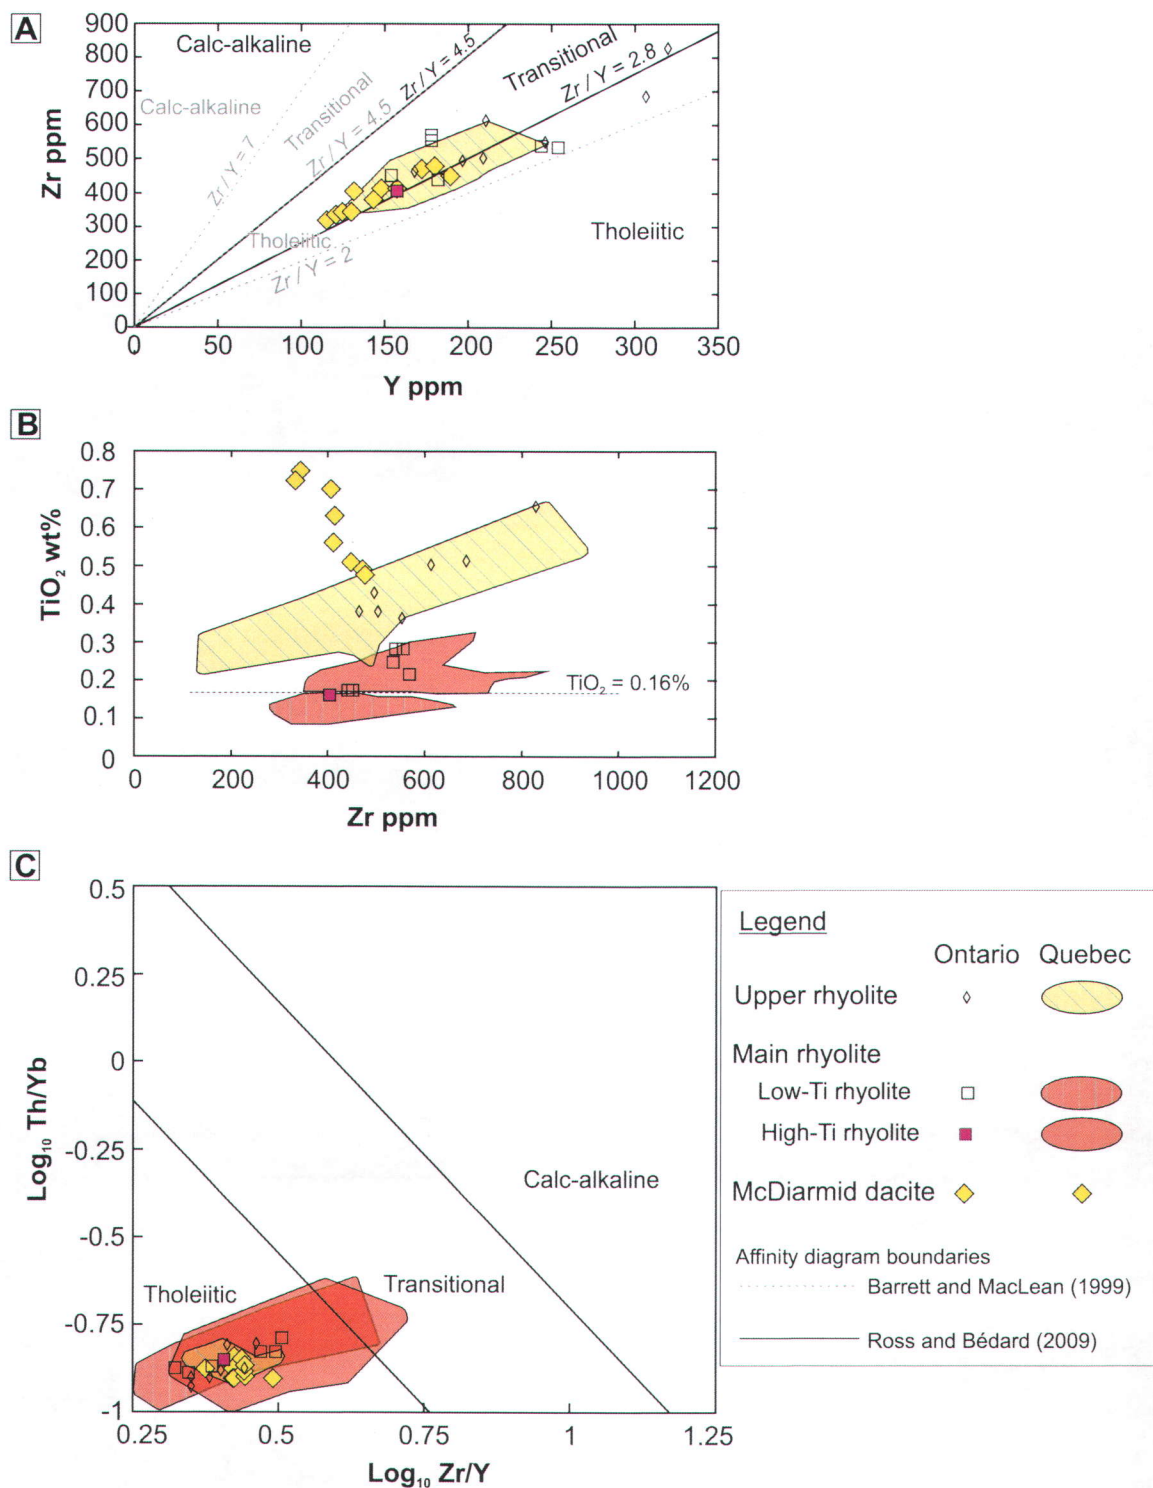 A
900
800
700
600
500
400
300
200
100
0
Zr ppm
Calc-alkaline
Calc-alkaline
Zr / Y = 7
Transitional
Zr / Y = 4.5
Zr / Y = 4.5
Transitional
Zr / Y = 2.8
Tholeiitic
Zr / Y = 2
Tholeiitic
0 50 100 150 200 250 300 350
Y ppm
B
0.8
0.7
0.6
0.5
0.4
0.3
0.2
0.1
0
TiO2 wt%
TiO2 = 0.16%
0 200 400 600 800 1000 1200
Zr ppm
C
0.5
0.25
0
-0.25
-0.5
-0.75
-1
Log10 Th/Yb
Calc-alkaline
Tholeiitic
Transitional
0.25 0.5 0.75 1 1.25
Log10 Zr/Y
Legend
Ontario Quebec
Upper rhyolite
Main rhyolite
Low-Ti rhyolite
High-Ti rhyolite
McDiarmid dacite
Affinity diagram boundaries
Barrett and MacLean (1999)
Ross and Bédard (2009)